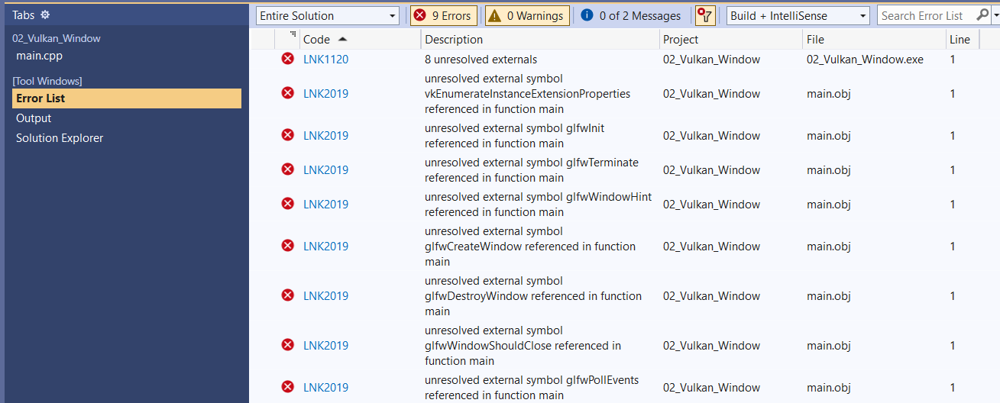 Tabs
02_Vulkan_Window
main.cpp
[Tool Windows]
Error List
Output
Solution Explorer
Entire Solution
9 Errors
0 Warnings
0 of 2 Messages
Build + IntelliSense
Search Error List
Code
Description
Project
File
Line
LNK1120
8 unresolved externals
02_Vulkan_Window
02_Vulkan_Window.exe
1
LNK2019
unresolved external symbol
vkEnumerateInstanceExtensionProperties
referenced in function main
02_Vulkan_Window
main.obj
1
LNK2019
unresolved external symbol glfwInit
referenced in function main
02_Vulkan_Window
main.obj
1
LNK2019
unresolved external symbol glfwTerminate
referenced in function main
02_Vulkan_Window
main.obj
1
LNK2019
unresolved external symbol glfwWindowHint
referenced in function main
02_Vulkan_Window
main.obj
1
LNK2019
unresolved external symbol
glfwCreateWindow referenced in function
main
02_Vulkan_Window
main.obj
1
LNK2019
unresolved external symbol
glfwDestroyWindow referenced in function
main
02_Vulkan_Window
main.obj
1
LNK2019
unresolved external symbol
glfwWindowShouldClose referenced in
function main
02_Vulkan_Window
main.obj
1
LNK2019
unresolved external symbol glfwPollEvents
referenced in function main
02_Vulkan_Window
main.obj
1